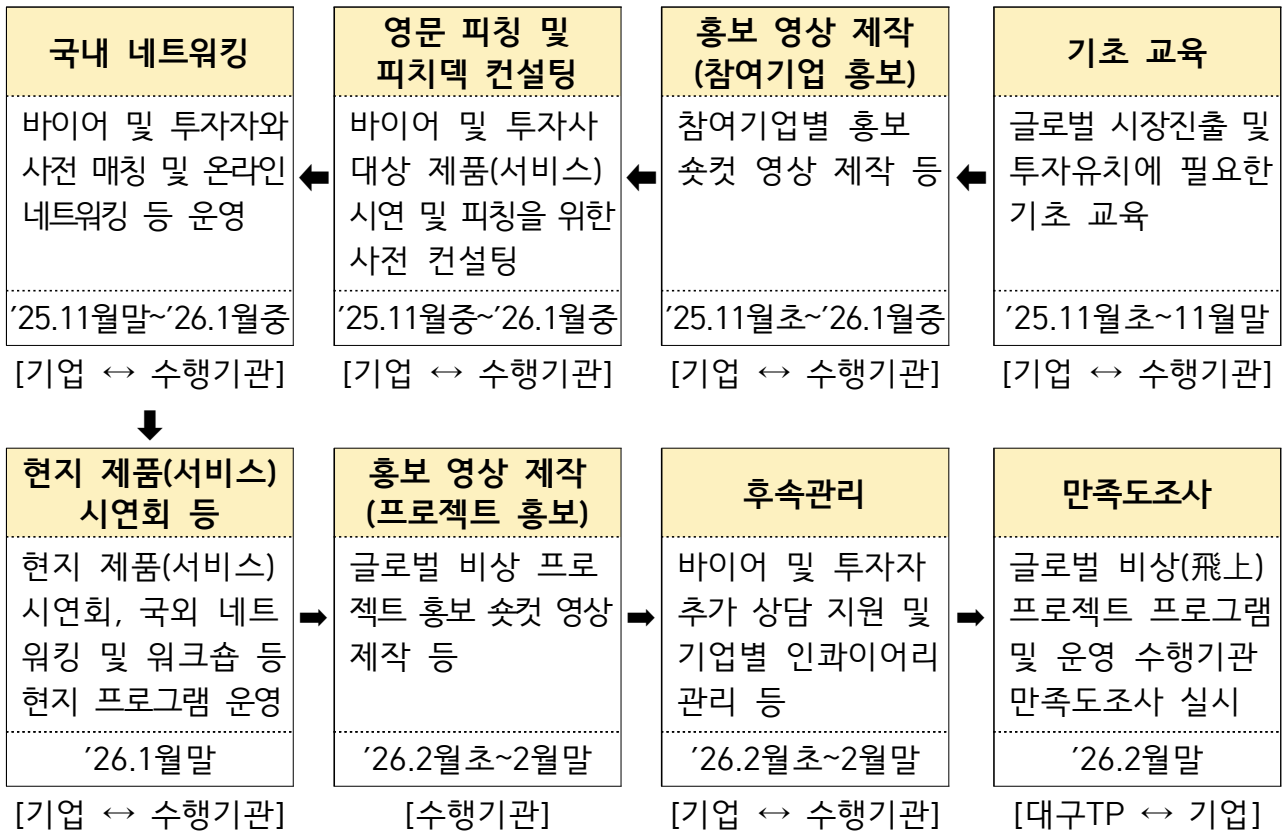 국내 네트워킹
바이어 및 투자자와
사전 매칭 및 온라인
네트워킹 등 운영
’25.11월말~’26.1월중
[기업 ↔ 수행기관]
영문 피칭 및
피치덱 컨설팅
바이어 및 투자사
대상 제품(서비스)
시연 및 피칭을 위한
사전 컨설팅
’25.11월중~’26.1월중
[기업 ↔ 수행기관]
홍보 영상 제작
(참여기업 홍보)
참여기업별 홍보
숏컷 영상 제작 등
’25.11월초~’26.1월중
[기업 ↔ 수행기관]
기초 교육
글로벌 시장진출 및
투자유치에 필요한
기초 교육
’25.11월초~11월말
[기업 ↔ 수행기관]
현지 제품(서비스)
시연회 등
현지 제품(서비스)
시연회, 국외 네트
워킹 및 워크숍 등
현지 프로그램 운영
’26.1월말
[기업 ↔ 수행기관]
홍보 영상 제작
(프로젝트 홍보)
글로벌 비상 프로
젝트 홍보 숏컷 영상
제작 등
’26.2월초~2월말
[수행기관]
후속관리
바이어 및 투자자
추가 상담 지원 및
기업별 인콰이어리
관리 등
’26.2월초~2월말
[기업 ↔ 수행기관]
만족도조사
글로벌 비상(飛上)
프로젝트 프로그램
및 운영 수행기관
만족도조사 실시
’26.2월말
[대구TP ↔ 기업]